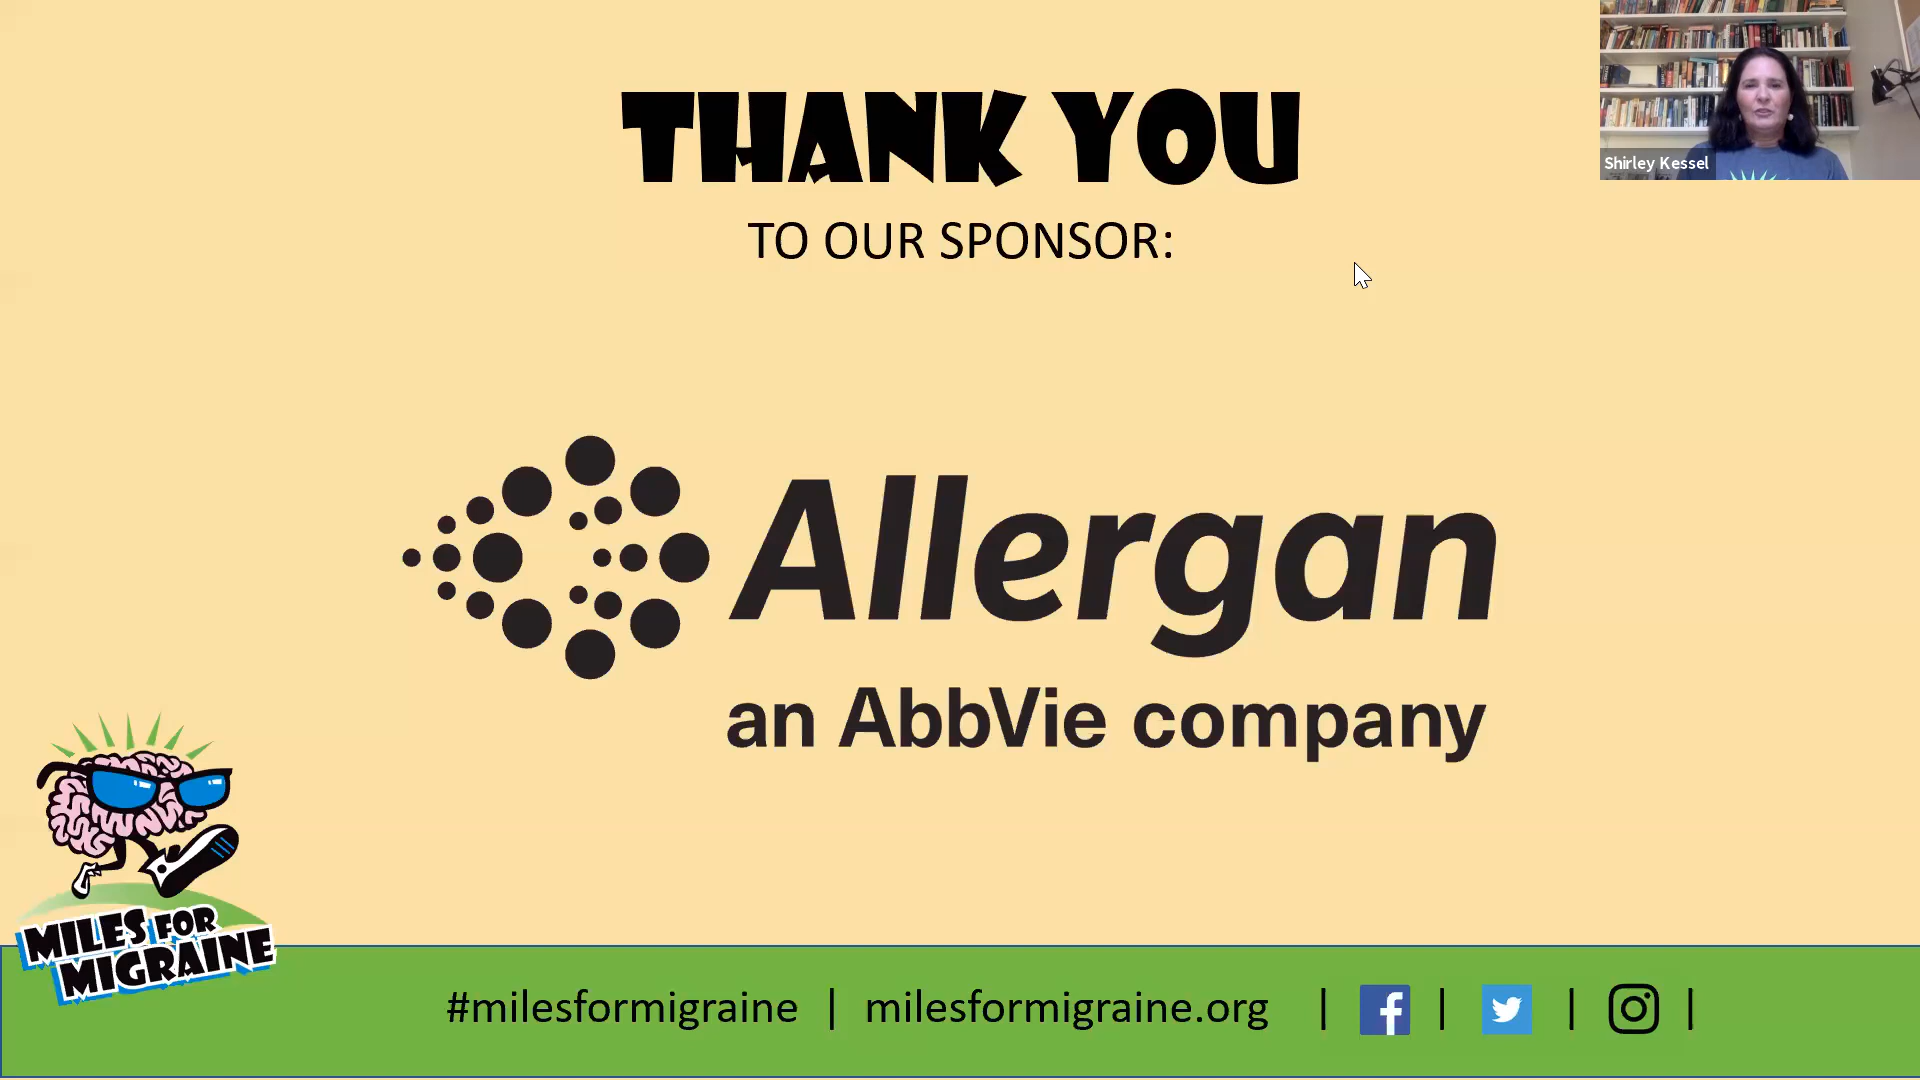 THANK YOU
TO OUR SPONSOR:
Shirley Kessel
Allergan
an AbbVie company
MILES FOR
MIGRAINE
#milesformigraine | milesformigraine.org | | | |